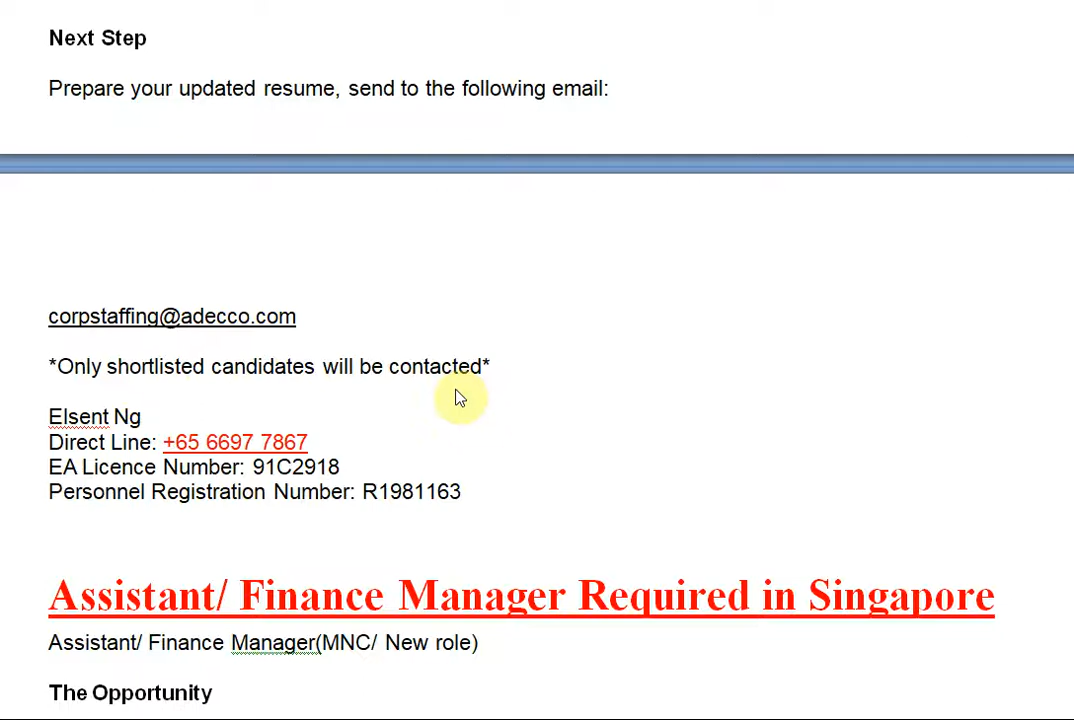 Next Step
Prepare your updated resume, send to the following email:
corpstaffing@adecco.com
*Only shortlisted candidates will be contacted*
Elsent Ng
Direct Line: +65 6697 7867
EA Licence Number: 91C2918
Personnel Registration Number: R1981163
Assistant/ Finance Manager Required in Singapore
Assistant/ Finance Manager(MNC/ New role)
The Opportunity